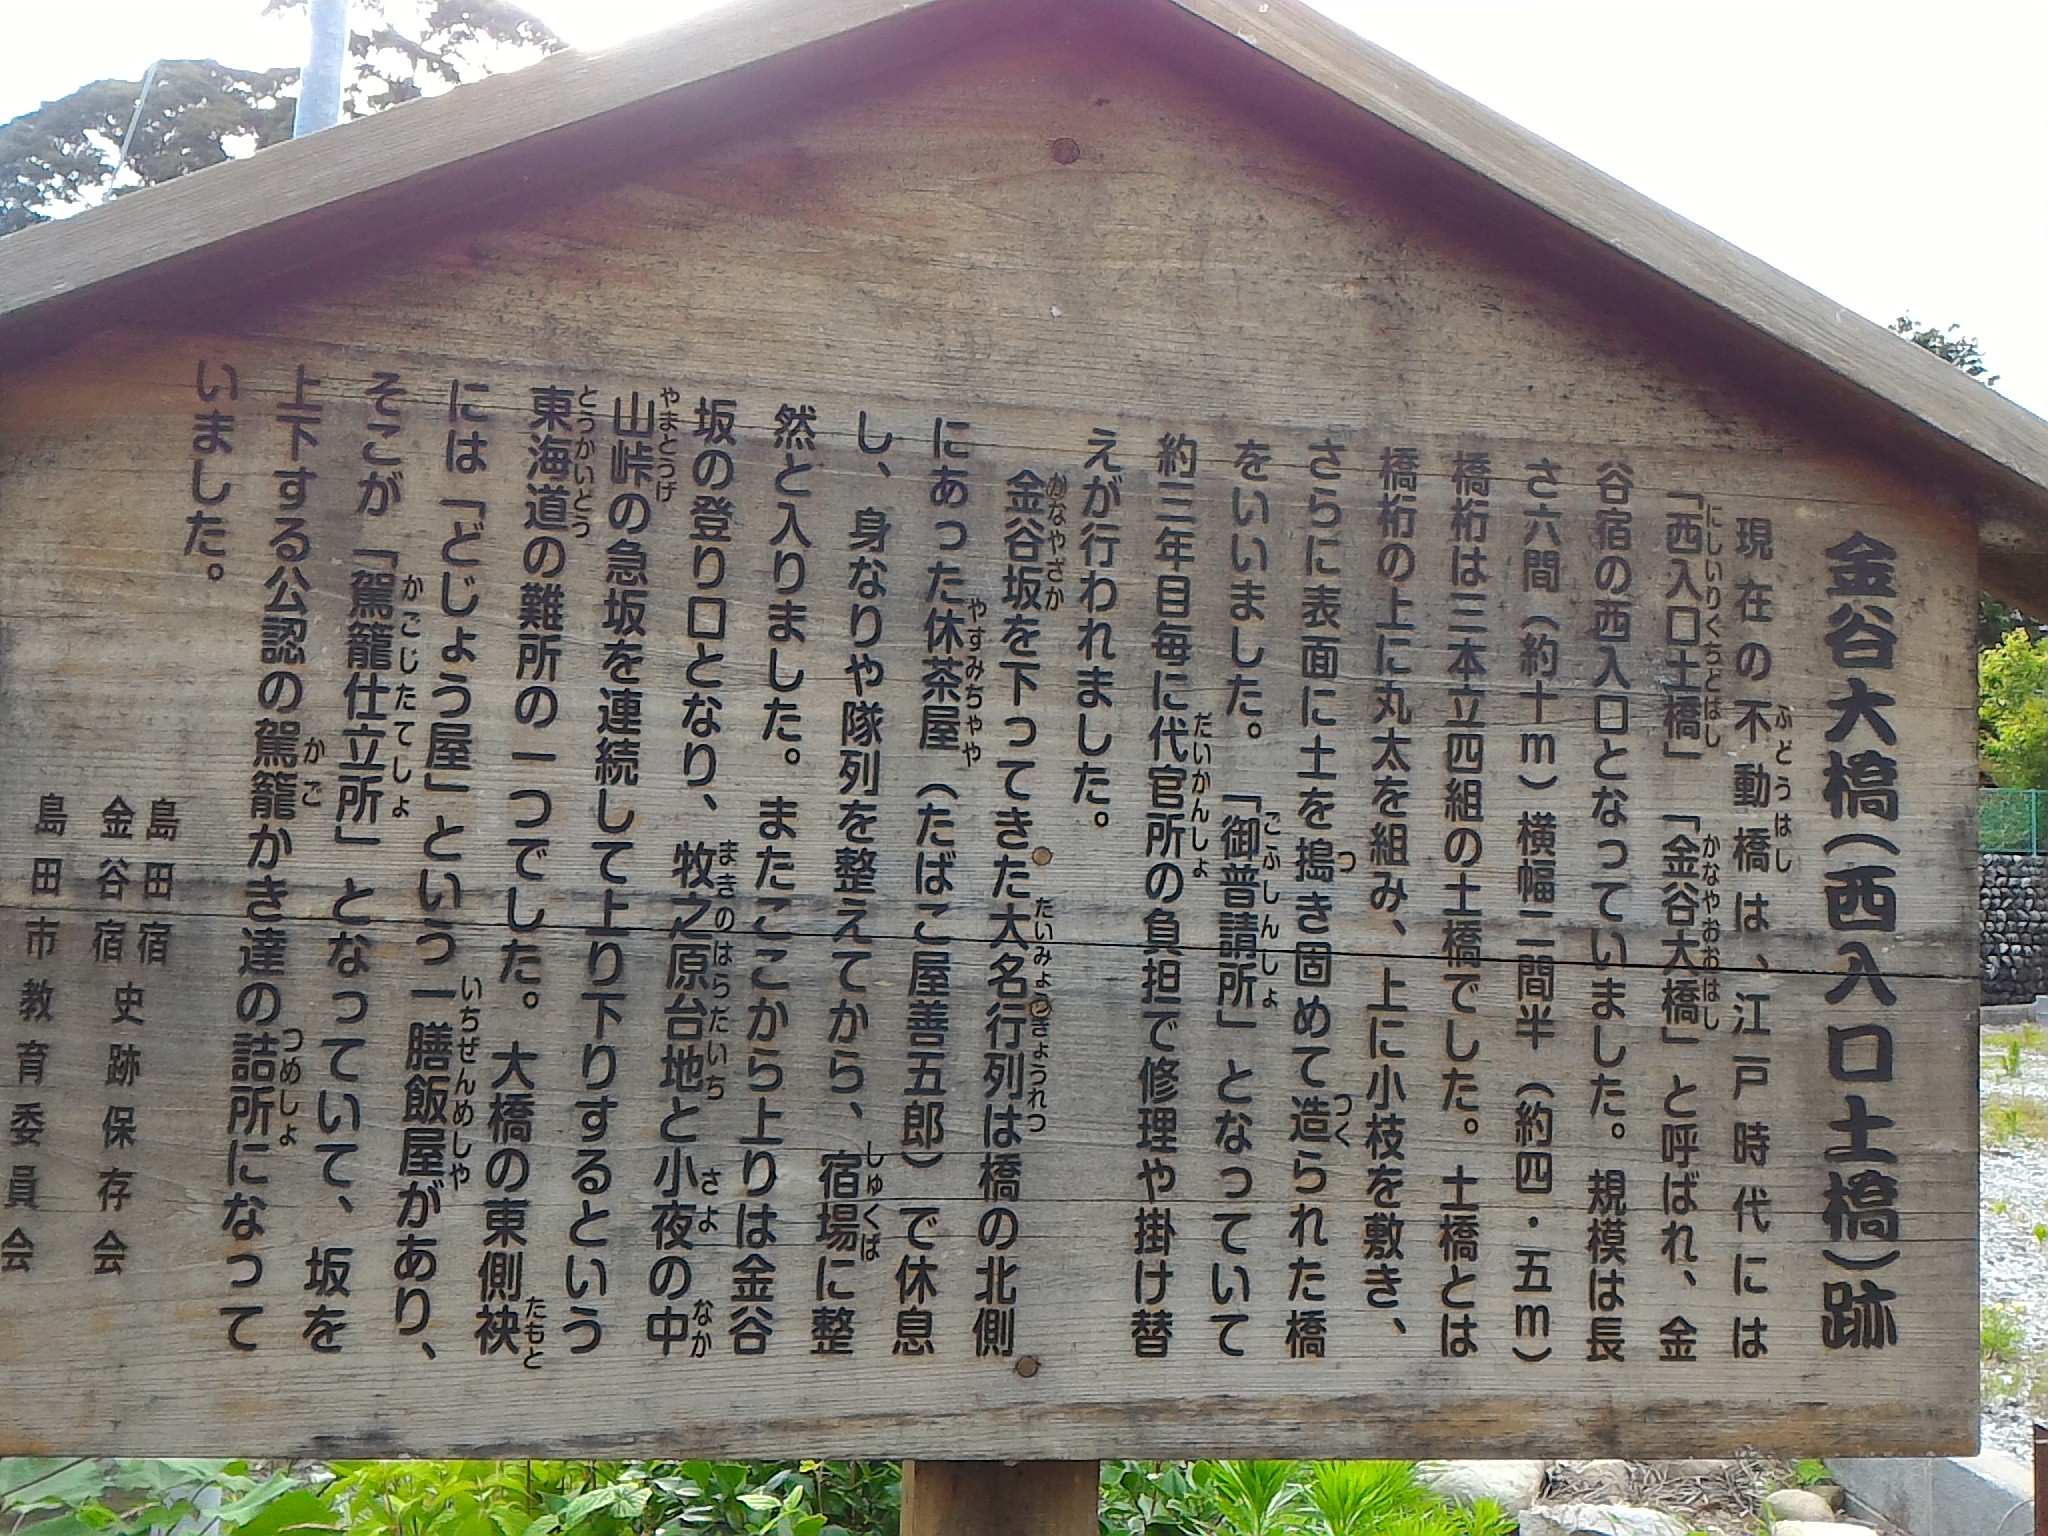 金谷大橋(西入口土橋)跡
現在の不動橋は、江戸時代には
「西入口土橋」「金谷大橋」と呼ばれ、金
谷宿の西入口となっていました。規模は長
さ六間(約十m)横幅二間半(約四・五m)
橋桁は三本立四組の土橋でした。土橋とは
橋桁の上に丸太を組み、上に小枝を敷き、
さらに表面に土を搗き固めて造られた橋
をいいました。「御普請所」となっていて
約三年目毎に代官所の負担で修理や掛け替
えが行われました。
金谷坂を下ってきた大名行列は橋の北側
にあった休茶屋(たばこ屋善五郎)で休息
し、身なりや隊列を整えてから、宿場に整
然と入りました。またここから上りは金谷
坂の登り口となり、牧之原台地と小夜の中
山峠の急坂を連続して上り下りするという
東海道の難所の一つでした。大橋の東側袂
には「どじょう屋」という一膳飯屋があり、
そこが「駕籠仕立所」となっていて、坂を
上下する公認の駕籠かき達の詰所になって
いました。
島田宿
金谷宿 史跡保存会
島田市教育委員会